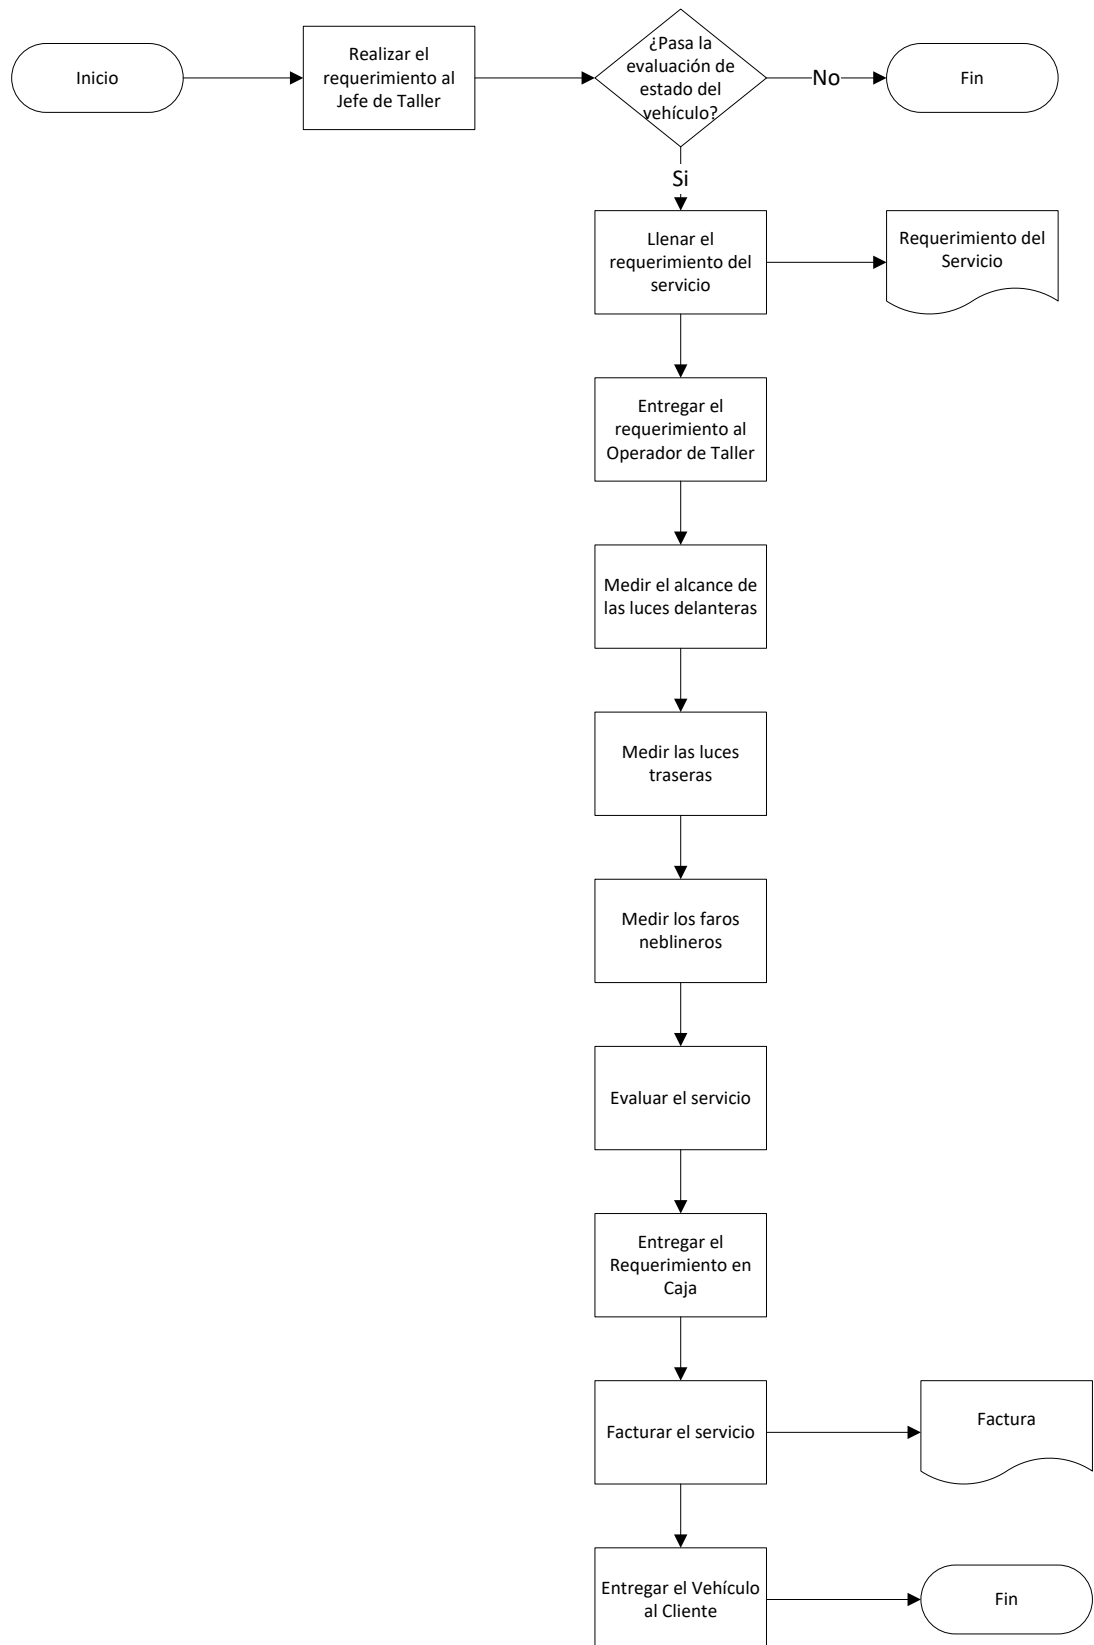 Inicio
Realizar el
requerimiento al
Jefe de Taller
¿Pasa la
evaluación de
estado del
vehículo?
No
Fin
Si
Llenar el
requerimiento del
servicio
Requerimiento del
Servicio
Entregar el
requerimiento al
Operador de Taller
Medir el alcance de
las luces delanteras
Medir las luces
traseras
Medir los faros
neblineros
Evaluar el servicio
Entregar el
Requerimiento en
Caja
Facturar el servicio
Factura
Entregar el Vehículo
al Cliente
Fin